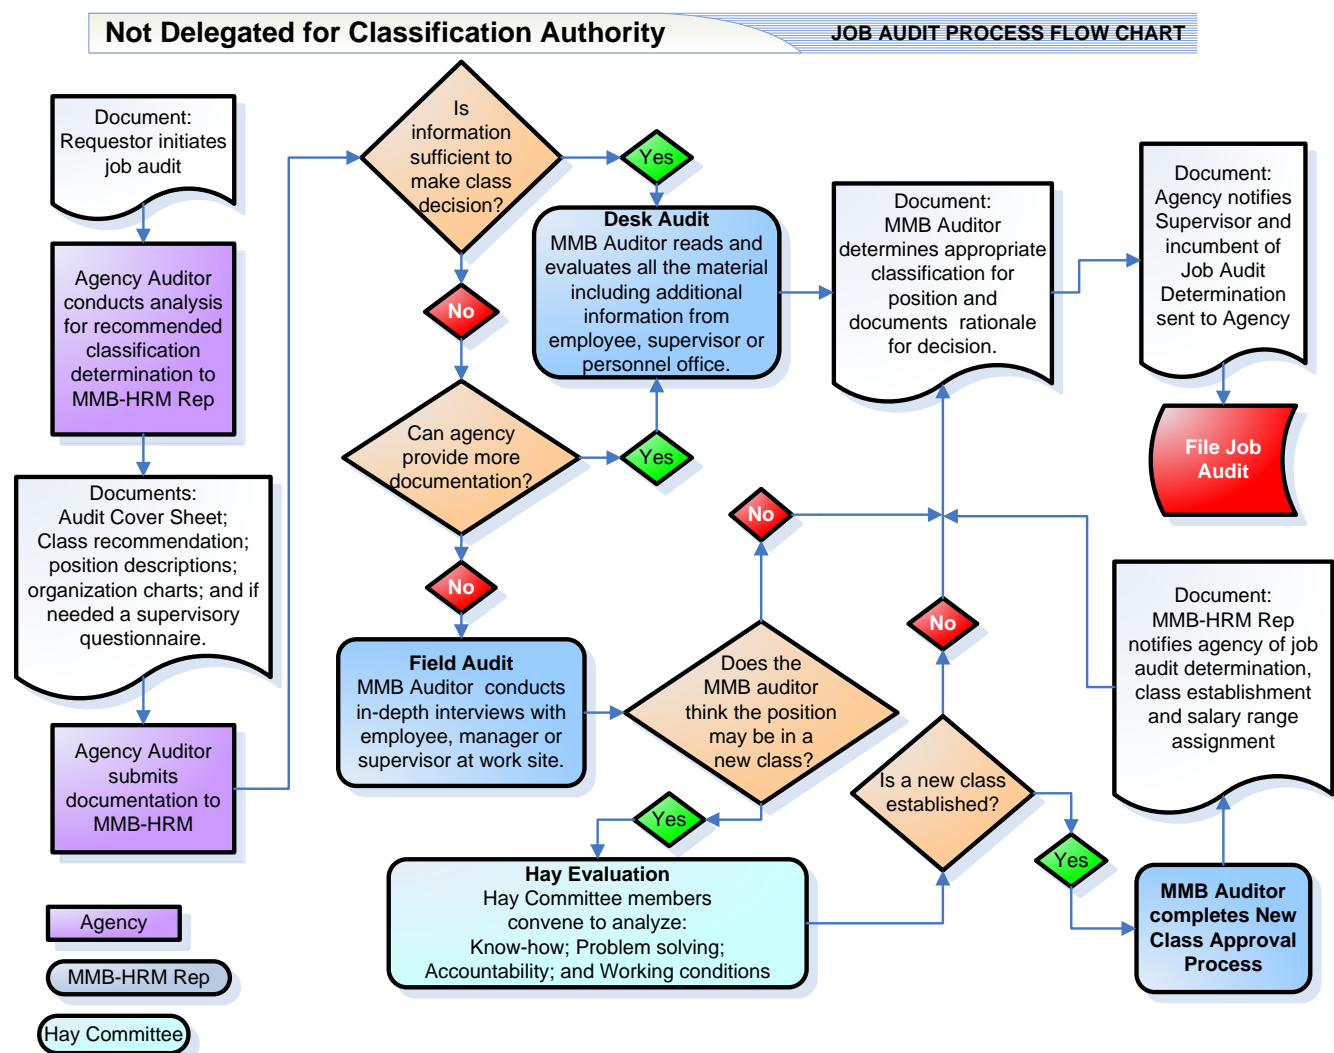 Not Delegated for Classification Authority
JOB AUDIT PROCESS FLOW CHART
Document:
Requestor initiates
job audit
Agency Auditor
conducts analysis
for recommended
classification
determination to
MMB-HRM Rep
Documents:
Audit Cover Sheet;
Class recommendation;
position descriptions;
organization charts; and if
needed a supervisory
questionnaire.
Agency Auditor
submits
documentation to
MMB-HRM
Is
information
sufficient to
make class
decision?
Yes
No
Desk Audit
MMB Auditor reads and
evaluates all the material
including additional
information from
employee, supervisor or
personnel office.
Can agency
provide more
documentation?
Yes
No
Field Audit
MMB Auditor conducts
in-depth interviews with
employee, manager or
supervisor at work site.
Does the
MMB auditor
think the position
may be in a
new class?
No
Yes
Hay Evaluation
Hay Committee members
convene to analyze:
Know-how; Problem solving;
Accountability; and Working conditions
Is a new class
established?
No
Yes
MMB Auditor
completes New
Class Approval
Process
Document:
MMB-HRM Rep
notifies agency of job
audit determination,
class establishment
and salary range
assignment
Document:
MMB Auditor
determines appropriate
classification for
position and
documents rationale
for decision.
Document:
Agency notifies
Supervisor and
incumbent of
Job Audit
Determination
sent to Agency
File Job
Audit
Agency
MMB-HRM Rep
Hay Committee